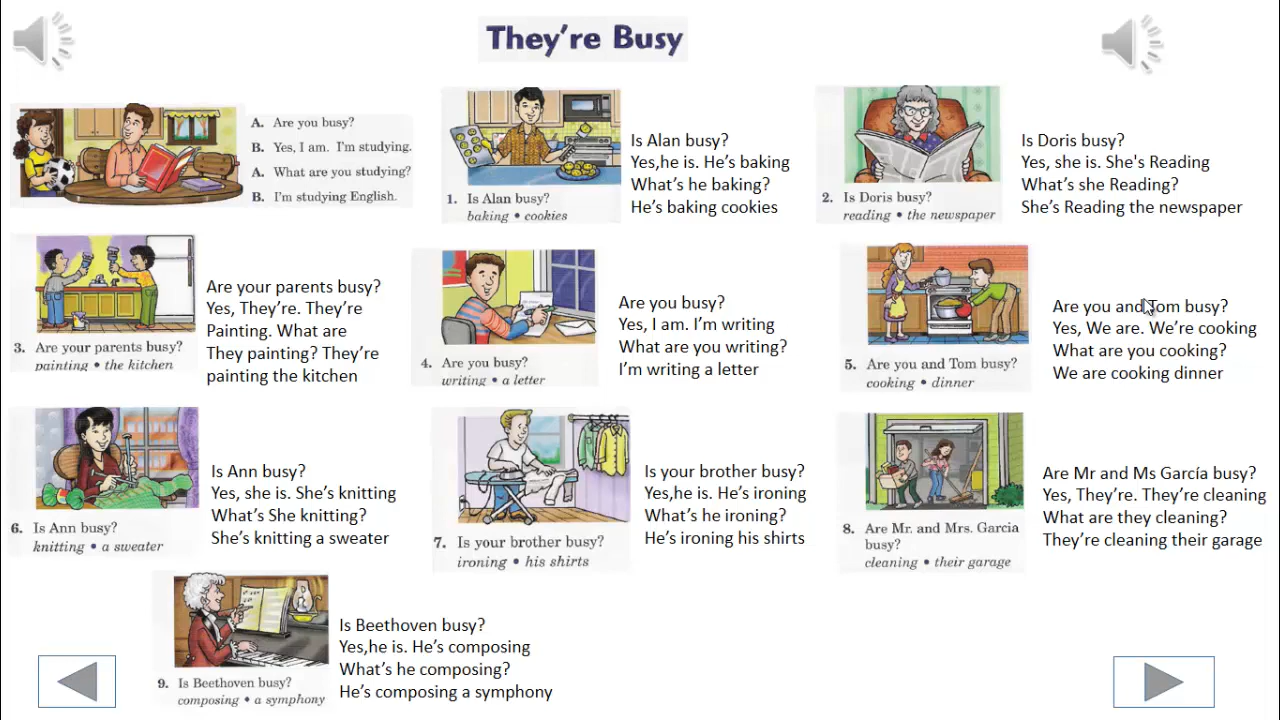 They're Busy
A. Are you busy?
B. Yes, I am. I'm studying.
A. What are you studying?
B. I'm studying English.
1. Is Alan busy?
baking • cookies
Is Alan busy?
Yes,he is. He's baking
What's he baking?
He's baking cookies
2. Is Doris busy?
reading • the newspaper
Is Doris busy?
Yes, she is. She's Reading
What's she Reading?
She's Reading the newspaper
3. Are your parents busy?
painting • the kitchen
Are your parents busy?
Yes, They're. They're
Painting. What are
They painting? They're
painting the kitchen
4. Are you busy?
writing • a letter
Are you busy?
Yes, I am. I'm writing
What are you writing?
I'm writing a letter
5. Are you and Tom busy?
cooking • dinner
Are you and Tom busy?
Yes, We are. We're cooking
What are you cooking?
We are cooking dinner
6. Is Ann busy?
knitting • a sweater
Is Ann busy?
Yes, she is. She's knitting
What's She knitting?
She's knitting a sweater
7. Is your brother busy?
ironing • his shirts
Is your brother busy?
Yes,he is. He's ironing
What's he ironing?
He's ironing his shirts
8. Are Mr. and Mrs. Garcia
busy?
cleaning • their garage
Are Mr and Ms García busy?
Yes, They're. They're cleaning
What are they cleaning?
They're cleaning their garage
9. Is Beethoven busy?
composing • a symphony
Is Beethoven busy?
Yes,he is. He's composing
What's he composing?
He's composing a symphony